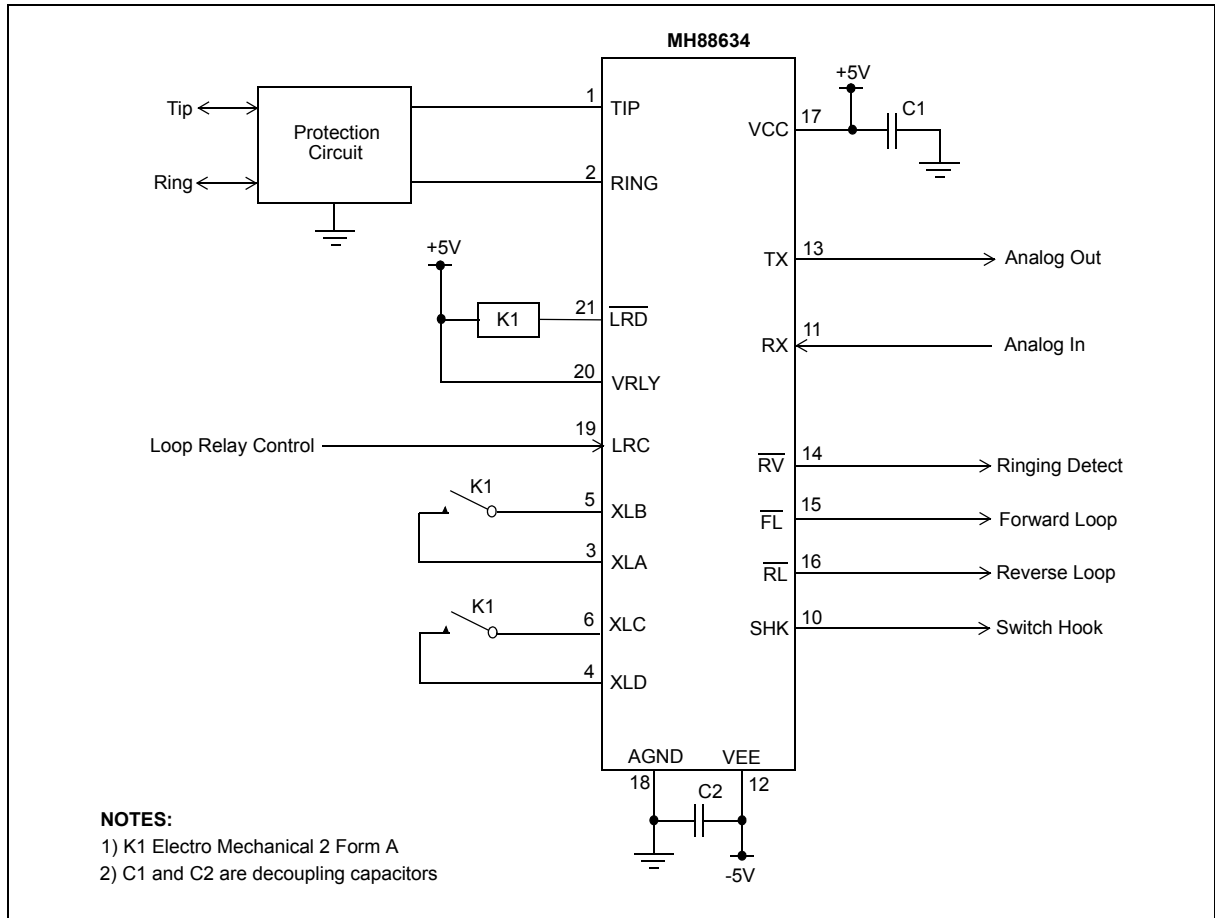 MH88634
Tip
Ring
Protection
Circuit
1
TIP
2
RING
+5V
K1
21
LRD
20
VRLY
Loop Relay Control
19
LRC
K1
5
XLB
3
XLA
K1
6
XLC
4
XLD
+5V
C1
17
VCC
TX
13
Analog Out
RX
11
Analog In
RV
14
Ringing Detect
FL
15
Forward Loop
RL
16
Reverse Loop
SHK
10
Switch Hook
AGND
VEE
18
C2
12
-5V
NOTES:
1) K1 Electro Mechanical 2 Form A
2) C1 and C2 are decoupling capacitors